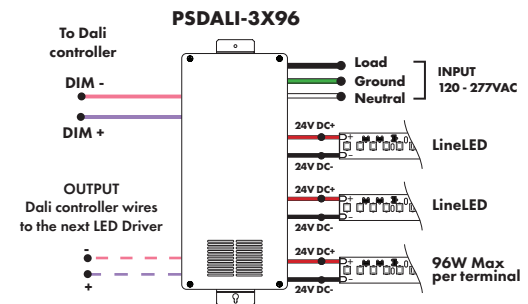 PSDALI-3X96
To Dali
controller
DIM -
DIM +
Load
Ground
Neutral
INPUT
120 - 277VAC
24V DC+
24V DC-
LineLED
24V DC+
24V DC-
LineLED
24V DC+
24V DC-
96W Max
per terminal
OUTPUT
Dali controller wires
to the next LED Driver
-
+